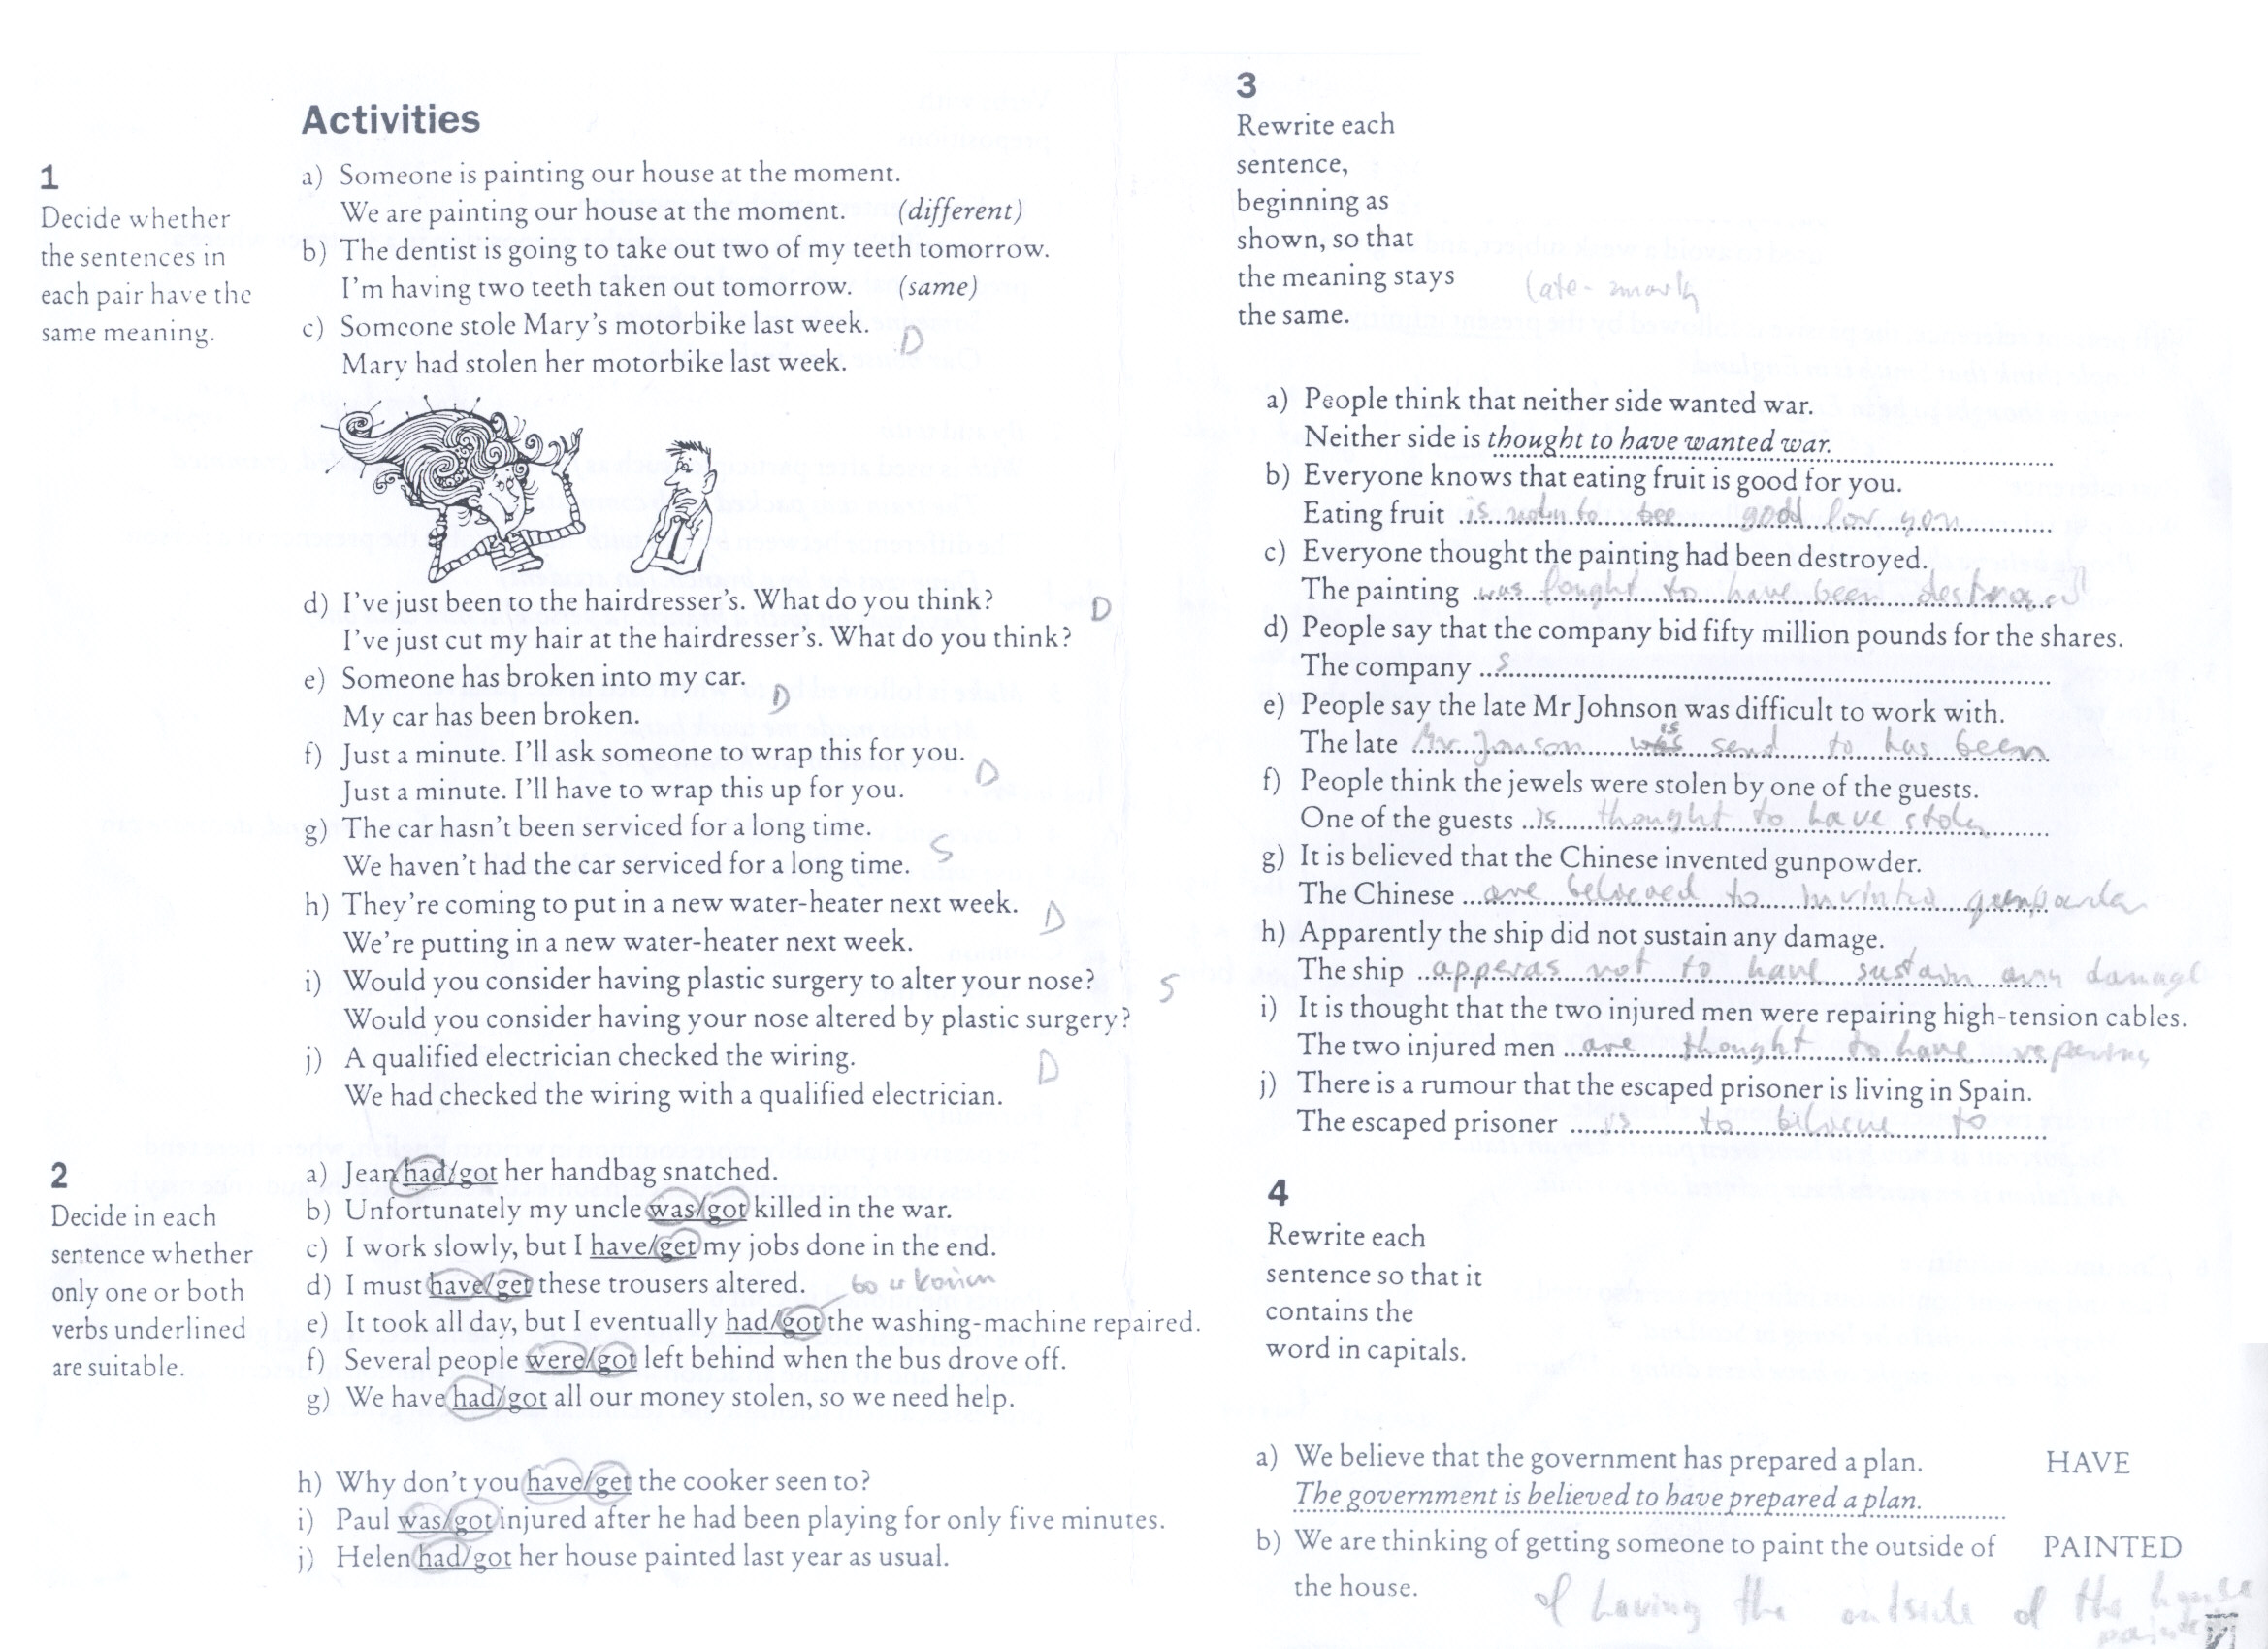 Activities
1
Decide whether
the sentences in
each pair have the
same meaning.
a) Someone is painting our house at the moment.
We are painting our house at the moment. (different)
b) The dentist is going to take out two of my teeth tomorrow.
I'm having two teeth taken out tomorrow. (same)
c) Someone stole Mary's motorbike last week.
D
Mary had stolen her motorbike last week.
d) I've just been to the hairdresser's. What do you think?
D
I've just cut my hair at the hairdresser's. What do you think?
e) Someone has broken into my car.
D
My car has been broken.
f) Just a minute. I'll ask someone to wrap this for you.
D
Just a minute. I'll have to wrap this up for you.
g) The car hasn't been serviced for a long time.
S
We haven't had the car serviced for a long time.
h) They're coming to put in a new water-heater next week.
D
We're putting in a new water-heater next week.
i) Would you consider having plastic surgery to alter your nose?
S
Would you consider having your nose altered by plastic surgery?
j) A qualified electrician checked the wiring.
D
We had checked the wiring with a qualified electrician.
2
Decide in each
sentence whether
only one or both
verbs underlined
are suitable.
a) Jean had/got her handbag snatched.
b) Unfortunately my uncle was/got killed in the war.
c) I work slowly, but I have/get my jobs done in the end.
d) I must have/get these trousers altered.
e) It took all day, but I eventually had/got the washing-machine repaired.
f) Several people were/got left behind when the bus drove off.
g) We have had/got all our money stolen, so we need help.
h) Why don't you have/get the cooker seen to?
i) Paul was/got injured after he had been playing for only five minutes.
j) Helen had/got her house painted last year as usual.
3
Rewrite each
sentence,
beginning as
shown, so that
the meaning stays
late-
the same.
a) People think that neither side wanted war.
Neither side is thought to have wanted war.
b) Everyone knows that eating fruit is good for you.
Eating fruit is to bee good for you
c) Everyone thought the painting had been destroyed.
The painting was fought to have been destroyed
d) People say that the company bid fifty million pounds for the shares.
The company s
e) People say the late Mr Johnson was difficult to work with.
The late Mr Jonson is send to has been
f) People think the jewels were stolen by one of the guests.
One of the guests is thought to have stolen
g) It is believed that the Chinese invented gunpowder.
The Chinese are believed to
h) Apparently the ship did not sustain any damage.
The ship apperas not to have sustain any damage
i) It is thought that the two injured men were repairing high-tension cables.
The two injured men are thought to have
j) There is a rumour that the escaped prisoner is living in Spain.
The escaped prisoner is to to
4
Rewrite each
sentence so that it
contains the
word in capitals.
a) We believe that the government has prepared a plan. HAVE
The government is believed to have prepared a plan.
b) We are thinking of getting someone to paint the outside of PAINTED
the house.
of having the outside of the house